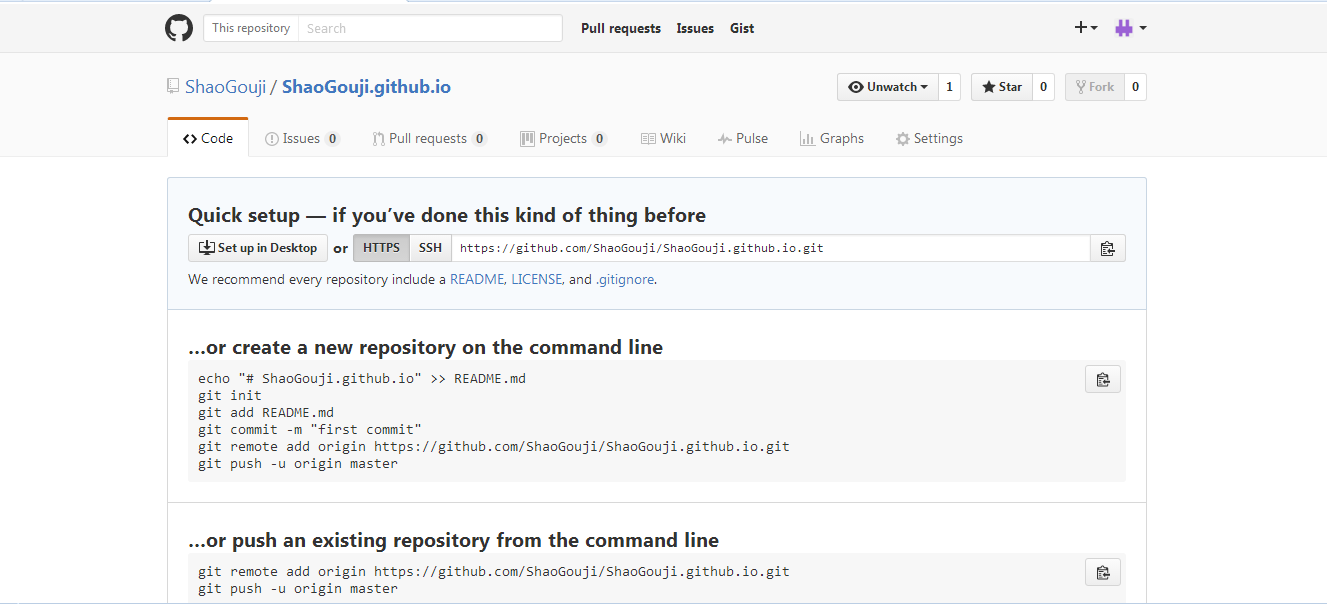 This repository Search Pull requests Issues Gist
ShaoGouji / ShaoGouji.github.io Unwatch 1 Star 0 Fork 0
Code Issues 0 Pull requests 0 Projects 0 Wiki Pulse Graphs Settings
Quick setup — if you’ve done this kind of thing before
Set up in Desktop or HTTPS SSH https://github.com/ShaoGouji/ShaoGouji.github.io.git
We recommend every repository include a README, LICENSE, and .gitignore.
…or create a new repository on the command line
echo "# ShaoGouji.github.io" >> README.md
git init
git add README.md
git commit -m "first commit"
git remote add origin https://github.com/ShaoGouji/ShaoGouji.github.io.git
git push -u origin master
…or push an existing repository from the command line
git remote add origin https://github.com/ShaoGouji/ShaoGouji.github.io.git
git push -u origin master